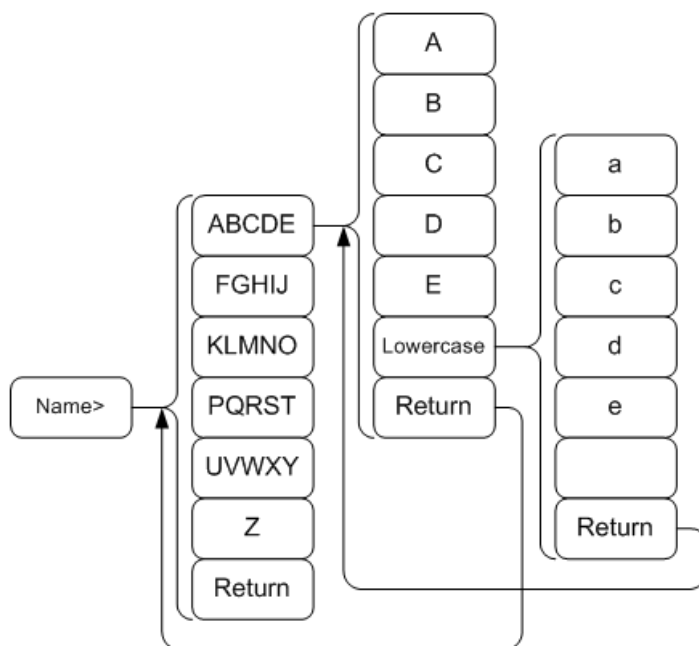 Name>
ABCDE
FGHIJ
KLMNO
PQRST
UVWXY
Z
Return
A
B
C
D
E
Lowercase
Return
a
b
c
d
e
Return